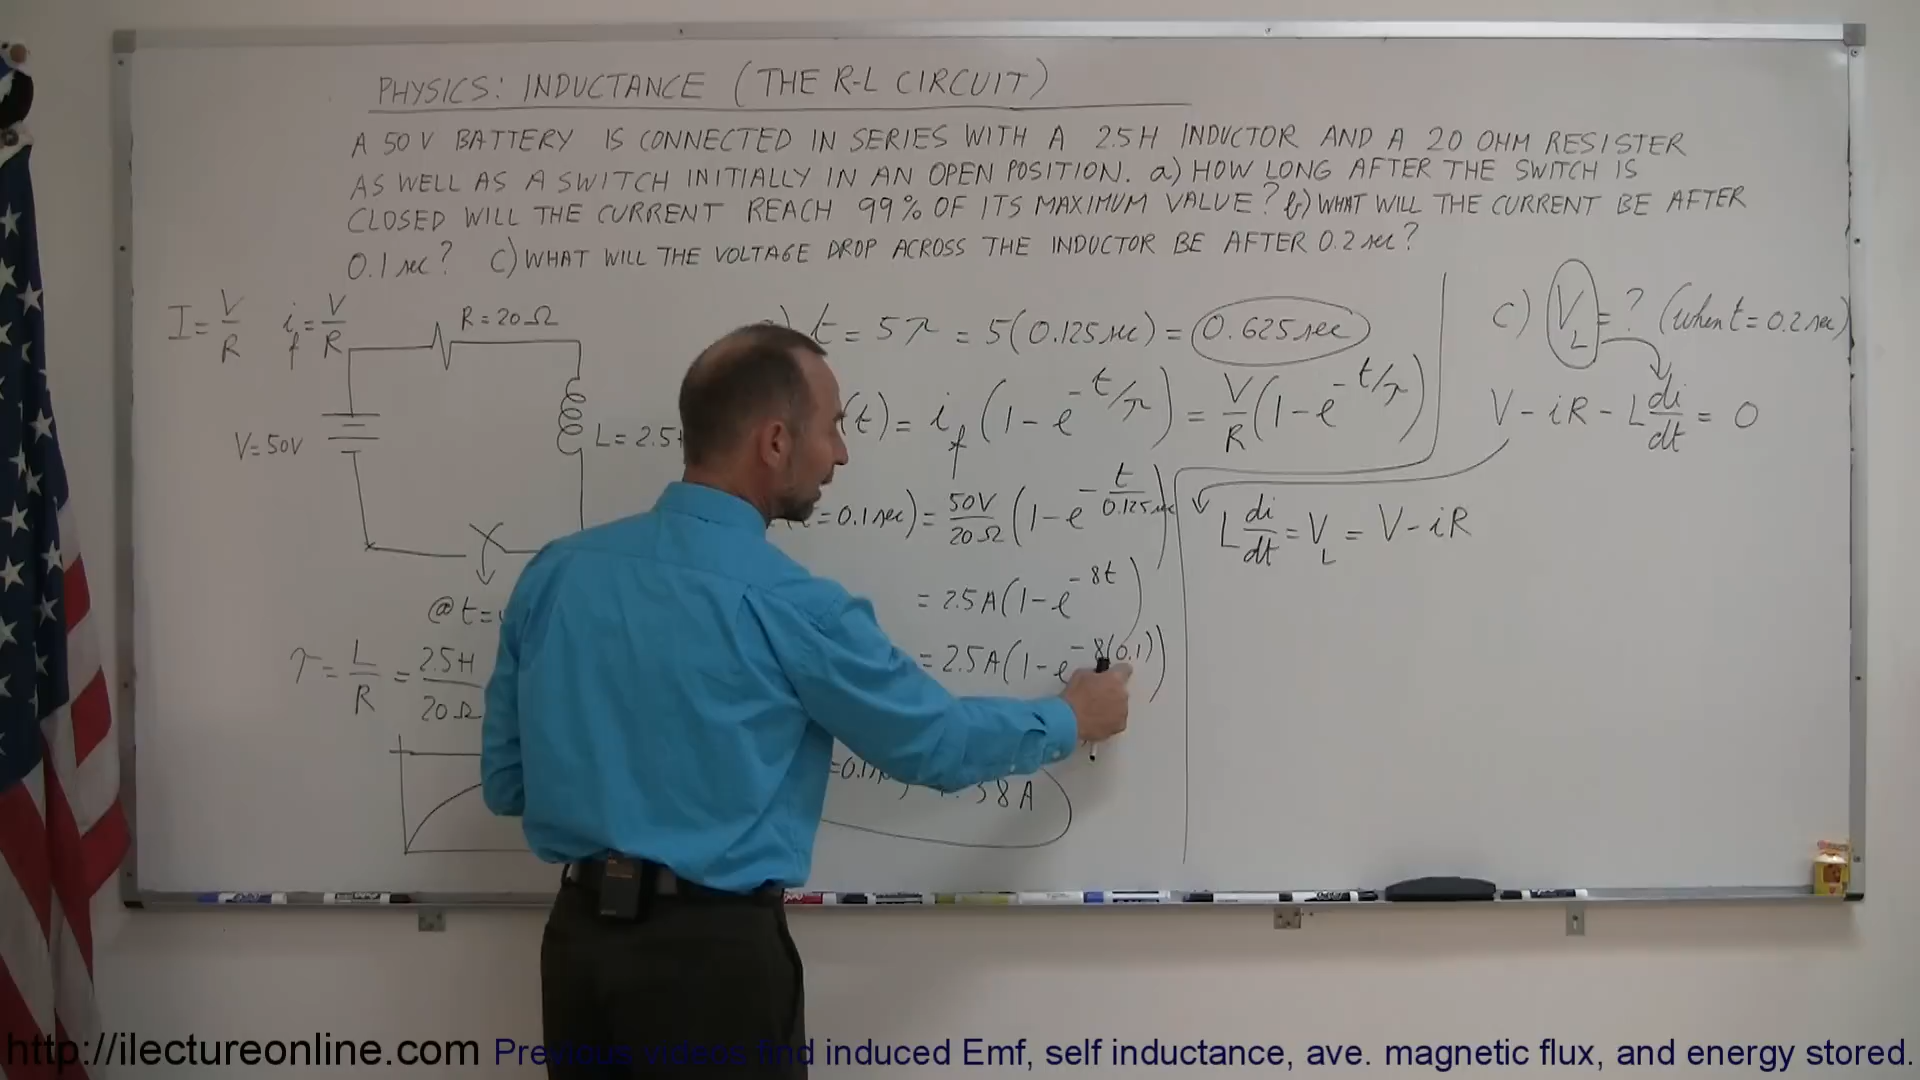 PHYSICS: INDUCTANCE (THE R-L CIRCUIT)
A 50 V BATTERY IS CONNECTED IN SERIES WITH A 2.5 H INDUCTOR AND A 20 OHM RESISTER
AS WELL AS A SWITCH INITIALLY IN AN OPEN POSITION. a) HOW LONG AFTER THE SWITCH IS
CLOSED WILL THE CURRENT REACH 99% OF ITS MAXIMUM VALUE? b) WHAT WILL THE CURRENT BE AFTER
0.1 sec? C) WHAT WILL THE VOLTAGE DROP ACROSS THE INDUCTOR BE AFTER 0.2 sec?
I = V/R i_f = V/R
R = 20 Ω
V = 50V
L = 2.5
@ t =
τ = L/R = 2.5H/20Ω
t = 5τ = 5(0.125 sec) = 0.625 sec
(t) = i_f (1 - e^-t/τ) = V/R (1 - e^-t/τ)
= 0.1 sec) = 50V/20Ω (1 - e^-t/0.125 sec)
= 2.5 A (1 - e^-8t)
= 2.5 A (1 - e^-8(0.1))
38 A
C) V_L = ? (when t = 0.2 sec)
V - iR - L di/dt = 0
L di/dt = V_L = V - iR
http://ilectureonline.com Previous videos find induced Emf, self inductance, ave. magnetic flux, and energy stored.